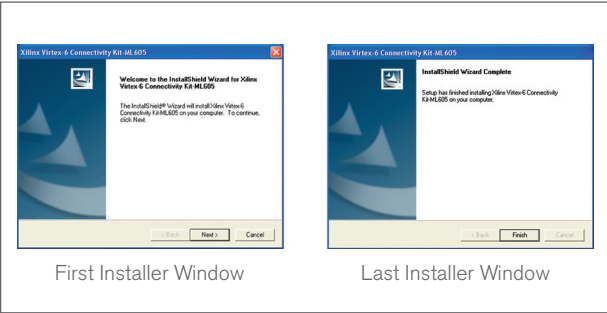 Xilinx Virtex-6 Connectivity Kit-ML605
Welcome to the InstallShield Wizard for Xilinx
Virtex-6 Connectivity Kit-ML605
The InstallShield® Wizard will install Xilinx Virtex-6
Connectivity Kit-ML605 on your computer. To continue,
click Next.
< Back
Next >
Cancel
First Installer Window
Xilinx Virtex-6 Connectivity Kit-ML605
InstallShield Wizard Complete
Setup has finished installing Xilinx Virtex-6 Connectivity
Kit-ML605 on your computer.
< Back
Finish
Cancel
Last Installer Window